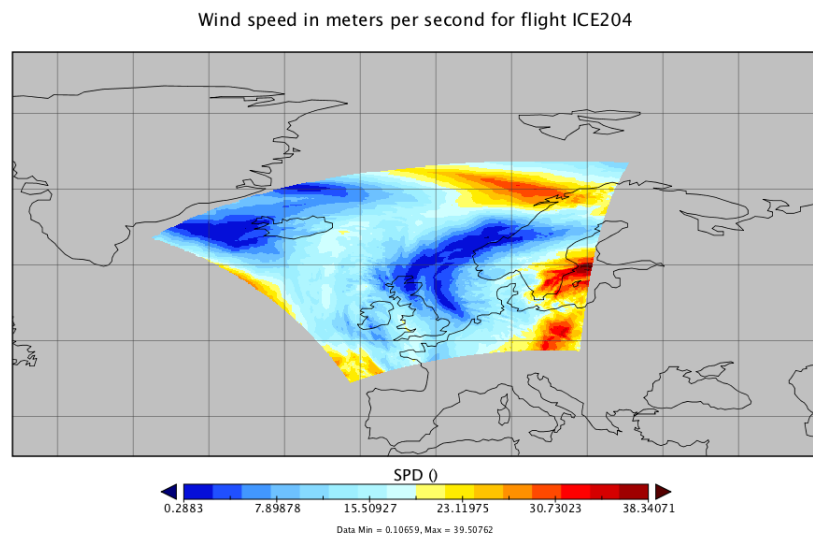 Wind speed in meters per second for flight ICE204
SPD ()
0.2883 7.89878 15.50927 23.11975 30.73023 38.34071
Data Min = 0.10659, Max = 39.50762